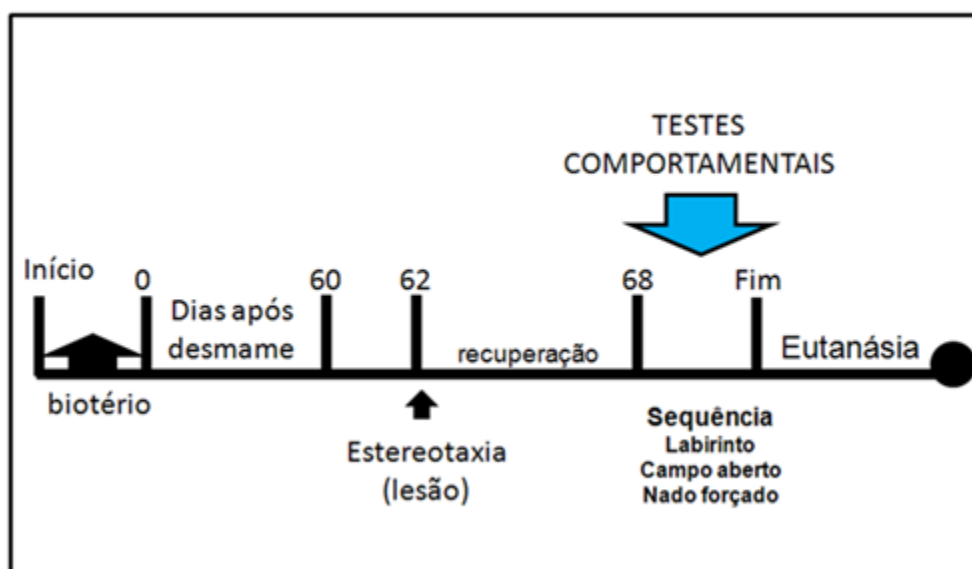 TESTES
COMPORTAMENTAIS
Início
0
60
62
68
Fim
Dias após
desmame
recuperação
Eutanásia
biotério
Estereotaxia
(lesão)
Sequência
Labirinto
Campo aberto
Nado forçado